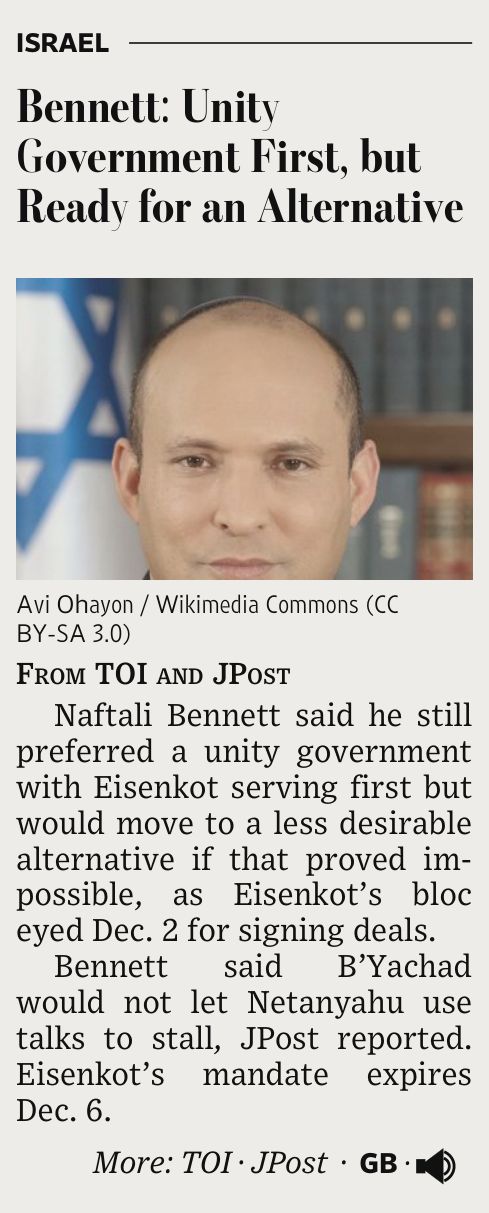 ISRAEL
Bennett: Unity
Government First, but
Ready for an Alternative
Avi Ohayon / Wikimedia Commons (CC
BY-SA 3.0)
FROM TOI AND JPOST
Naftali Bennett said he still
preferred a unity government
with Eisenkot serving first but
would move to a less desirable
alternative if that proved im-
possible, as Eisenkot’s bloc
eyed Dec. 2 for signing deals.
Bennett said B’Yachad
would not let Netanyahu use
talks to stall, JPost reported.
Eisenkot’s mandate expires
Dec. 6.
More: TOI · JPost · GB ·